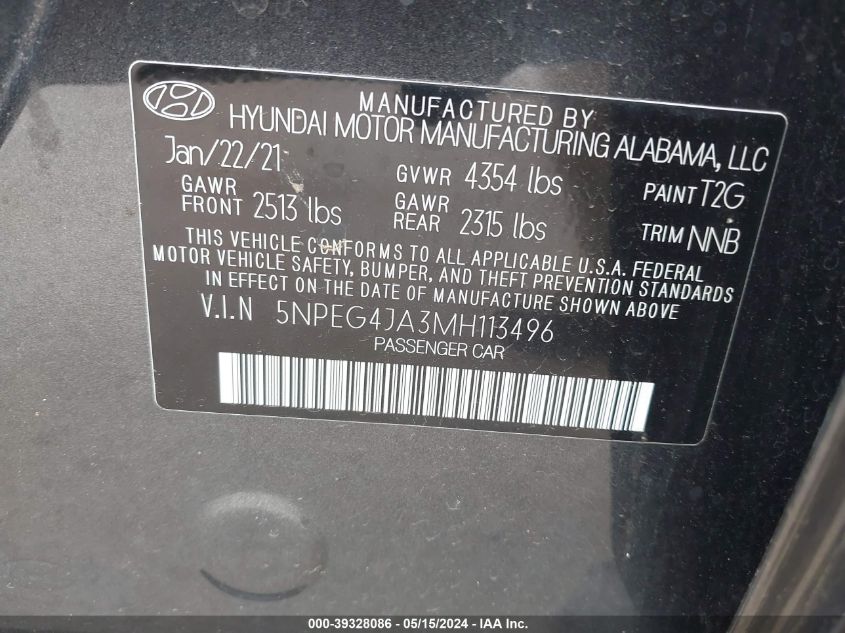 MANUFACTURED BY
HYUNDAI MOTOR MANUFACTURING ALABAMA, LLC
Jan/22/21 GVWR 4354 lbs PAINT T2G
GAWR FRONT 2513 lbs GAWR REAR 2315 lbs TRIM NNB
THIS VEHICLE CONFORMS TO ALL APPLICABLE U.S.A. FEDERAL
MOTOR VEHICLE SAFETY, BUMPER, AND THEFT PREVENTION STANDARDS
IN EFFECT ON THE DATE OF MANUFACTURE SHOWN ABOVE.
V.I.N 5NPEG4JA3MH113496
PASSENGER CAR
000-39328086 - 05/15/2024 - IAA Inc.